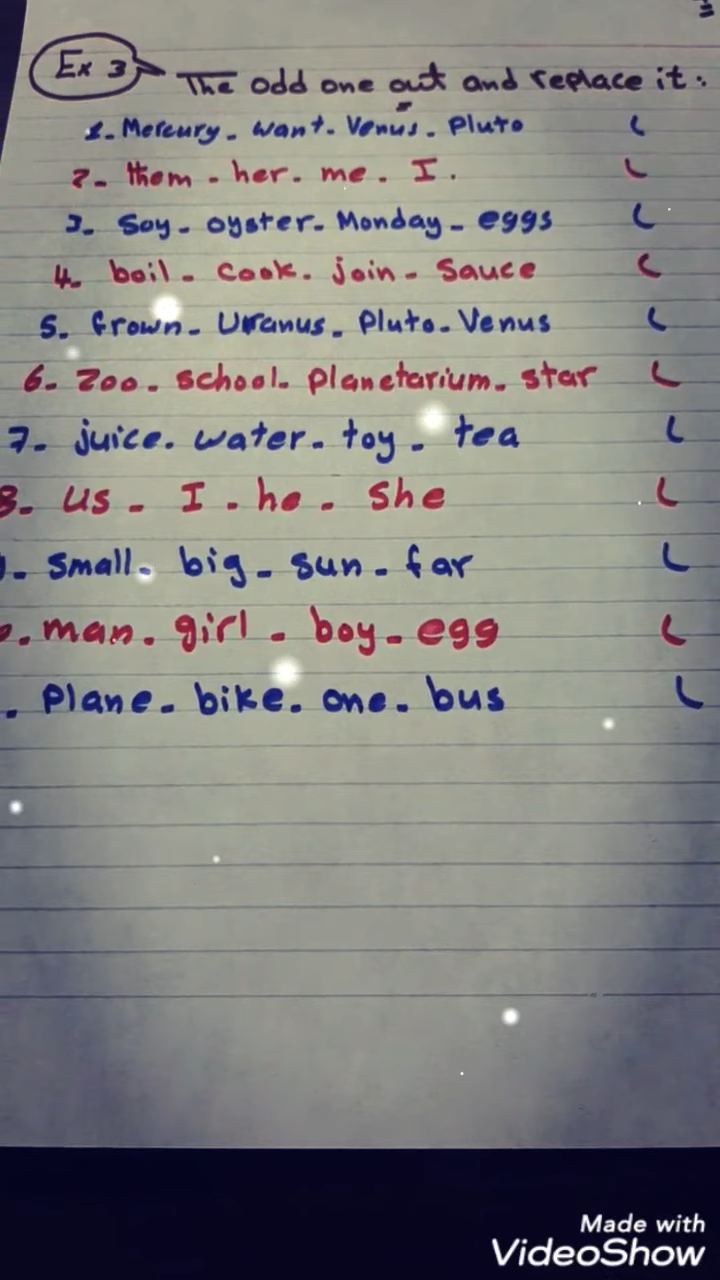 Ex 3
The odd one out and replace it:
1- Mercury - want - Venus - Pluto (
2- them - her - me - I. (
3- Soy - oyster - Monday - eggs (
4- boil - cook - join - sauce (
5- Grown - Uranus - Pluto - Venus (
6- Zoo - school - planetarium - star (
7- juice - water - toy - tea (
8- us - I - he - she (
- small - big - sun - far (
- man - girl - boy - egg (
- Plane - bike - one - bus (
Made with
VideoShow